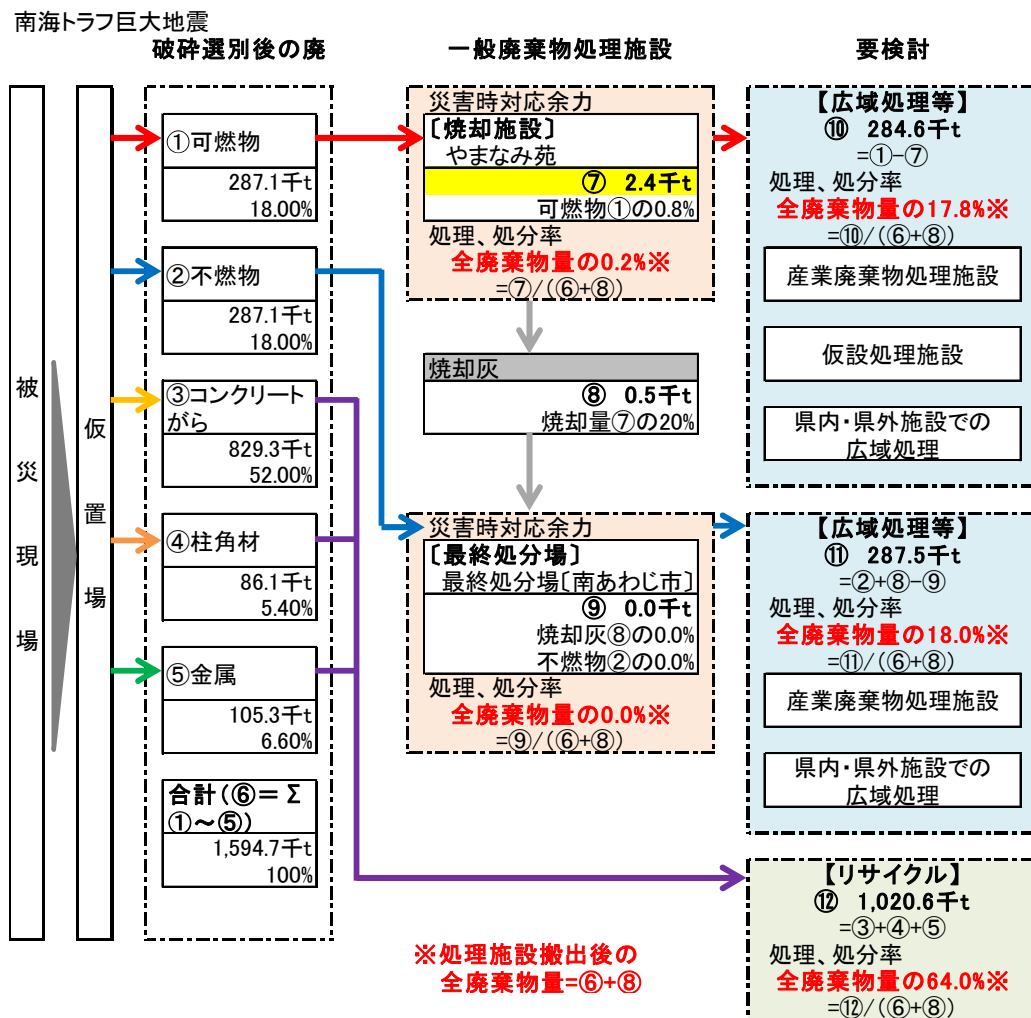 南海トラフ巨大地震
破砕選別後の廃
一般廃棄物処理施設
要検討
被災現場
仮置場
①可燃物
287.1千t
18.00%
②不燃物
287.1千t
18.00%
③コンクリート
がら
829.3千t
52.00%
④柱角材
86.1千t
5.40%
⑤金属
105.3千t
6.60%
合計(⑥=Σ
①～⑤)
1,594.7千t
100%
災害時対応余力
〔焼却施設〕
やまなみ苑
⑦ 2.4千t
可燃物①の0.8%
処理、処分率
全廃棄物量の0.2%※
=⑦/(⑥+⑧)
焼却灰
⑧ 0.5千t
焼却量⑦の20%
災害時対応余力
〔最終処分場〕
最終処分場〔南あわじ市〕
⑨ 0.0千t
焼却灰⑧の0.0%
不燃物②の0.0%
処理、処分率
全廃棄物量の0.0%※
=⑨/(⑥+⑧)
※処理施設搬出後の
全廃棄物量=⑥+⑧
【広域処理等】
⑩ 284.6千t
=①-⑦
処理、処分率
全廃棄物量の17.8%※
=⑩/(⑥+⑧)
産業廃棄物処理施設
仮設処理施設
県内・県外施設での
広域処理
【広域処理等】
⑪ 287.5千t
=②+⑧-⑨
処理、処分率
全廃棄物量の18.0%※
=⑪/(⑥+⑧)
産業廃棄物処理施設
県内・県外施設での
広域処理
【リサイクル】
⑫ 1,020.6千t
=③+④+⑤
処理、処分率
全廃棄物量の64.0%※
=⑫/(⑥+⑧)